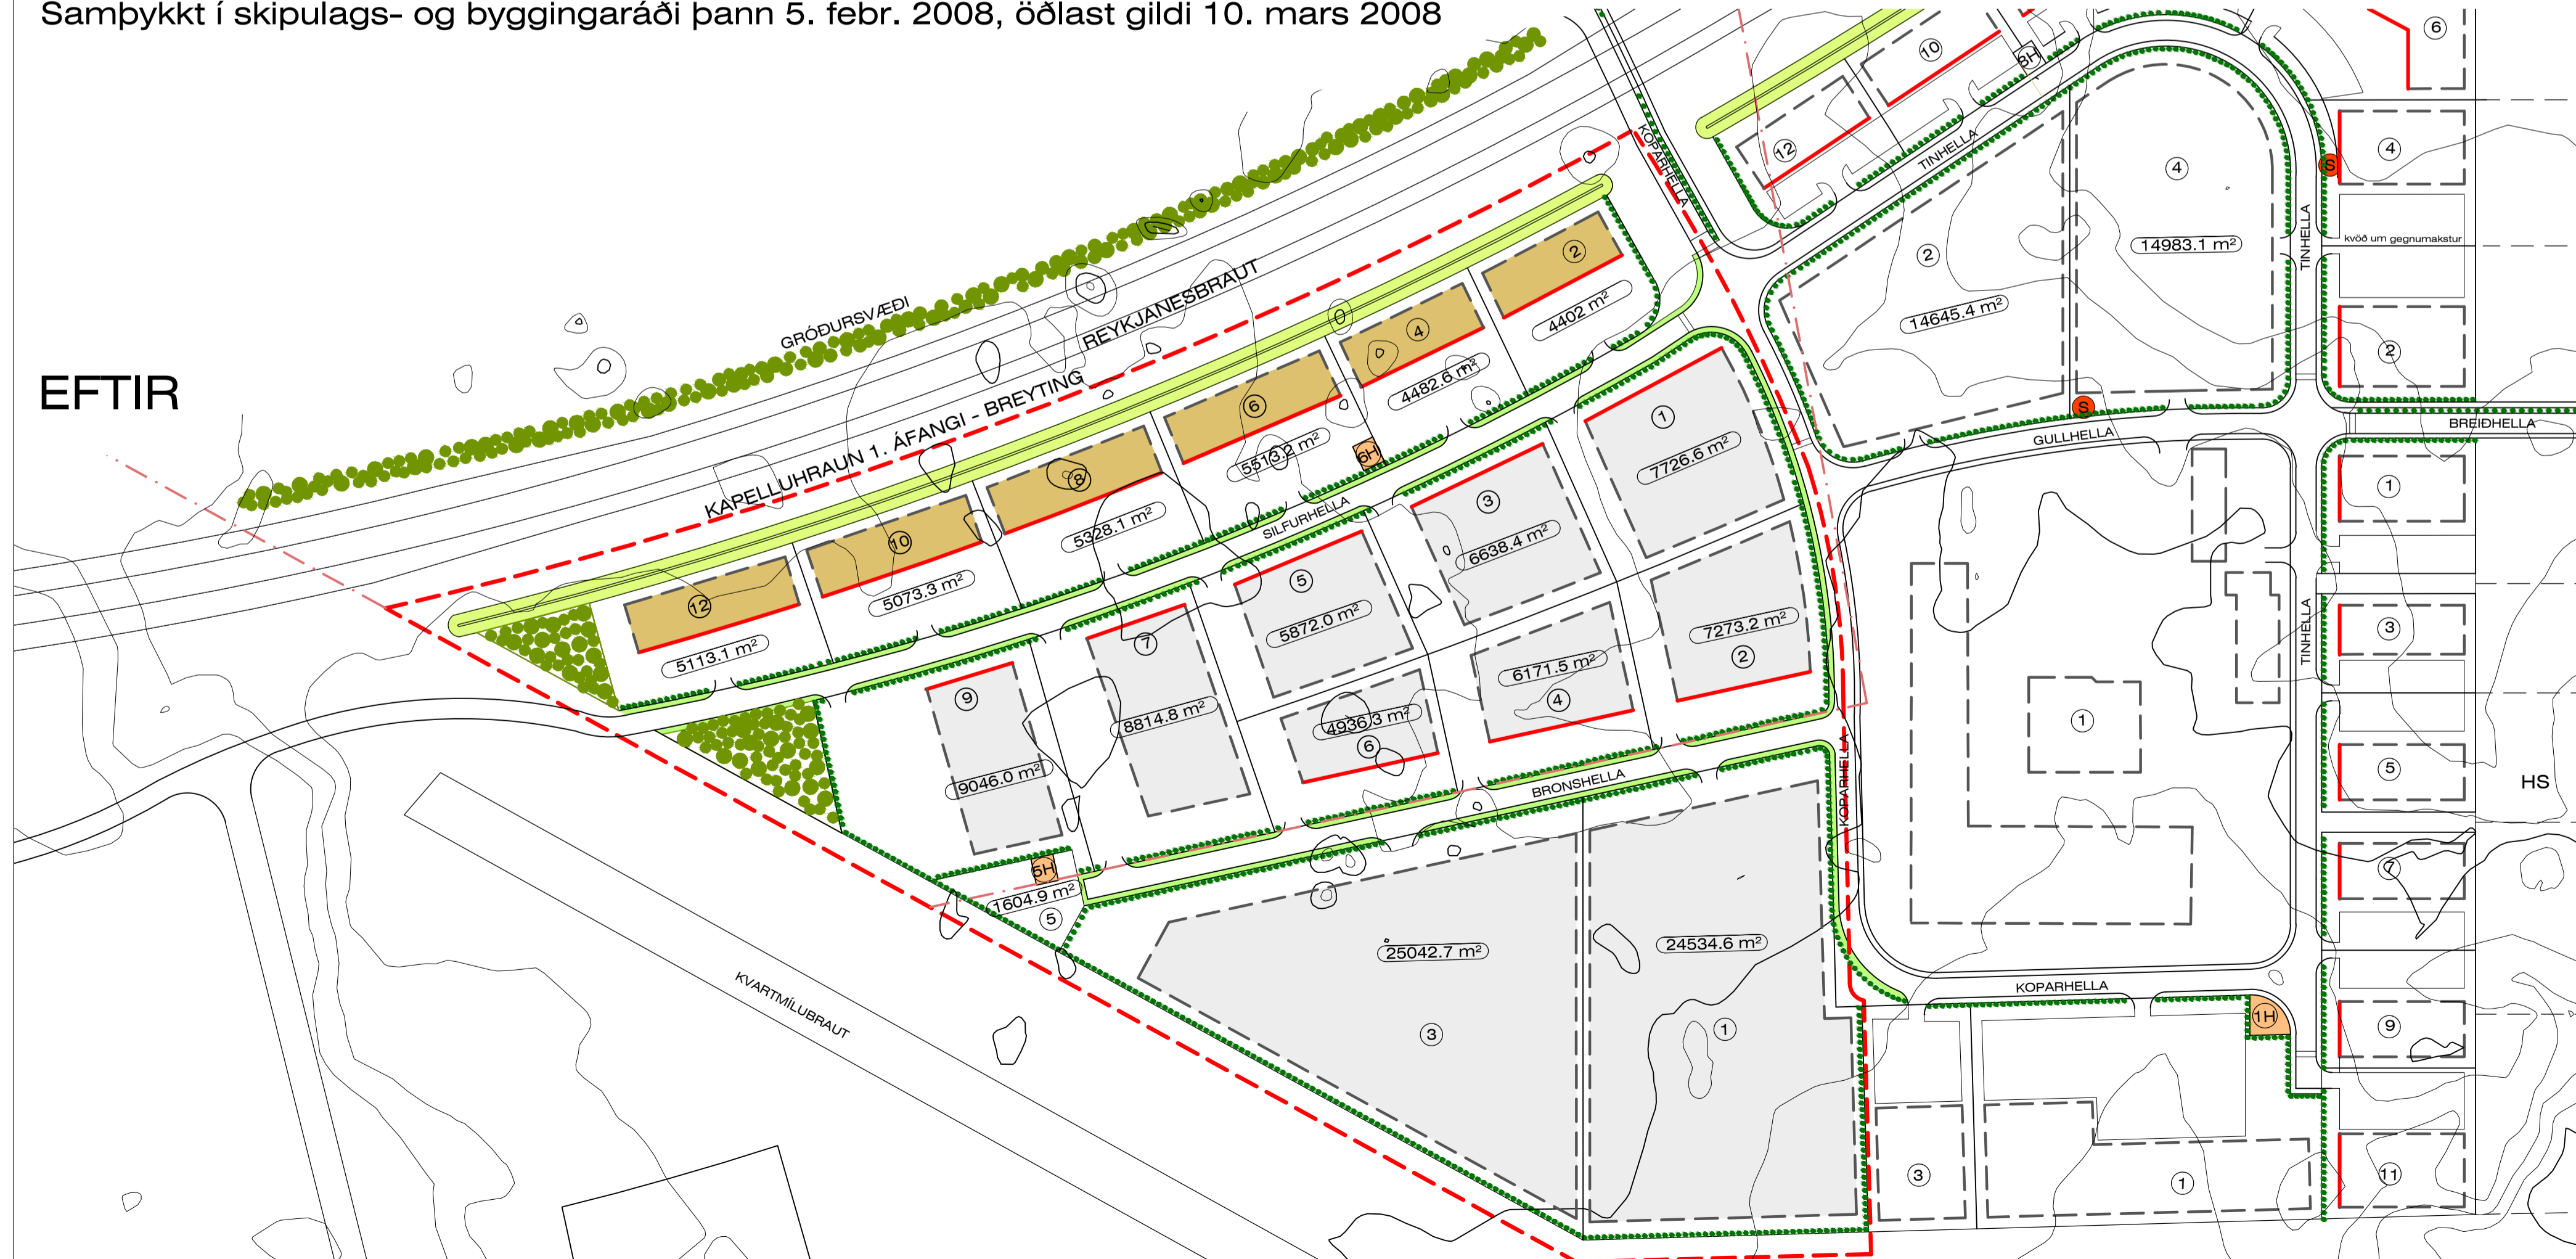 Samþykkt í skipulags- og byggingaráði þann 5. febr. 2008, öðlast gildi 10. mars 2008
EFTIR
GRÓÐURSVÆÐI
REYKJANESBRAUT
KAPELLUHRAUN 1. ÁFANGI - BREYTING
KOPARHELLA
TINHELLA
8H
10
12
6
4
14983.1 m²
2
14645.4 m²
S
4
kvöð um gegnumakstur
TINHELLA
2
S
GULLHELLA
BREIÐHELLA
2
4402 m²
4
4482.6 m²
6
5513.2 m²
6H
8
5328.1 m²
10
5073.3 m²
12
5113.1 m²
SILFURHELLA
1
7726.6 m²
3
6638.4 m²
5
5872.0 m²
7
8814.8 m²
9
9046.0 m²
7273.2 m²
2
6171.5 m²
4
4936.3 m²
6
BRONSHELLA
5H
1604.9 m²
5
25042.7 m²
3
24534.6 m²
1
KVARTMÍLUBRAUT
KOPARHELLA
1
TINHELLA
1
3
5
HS
7
9
11
KOPARHELLA
1H
3
1